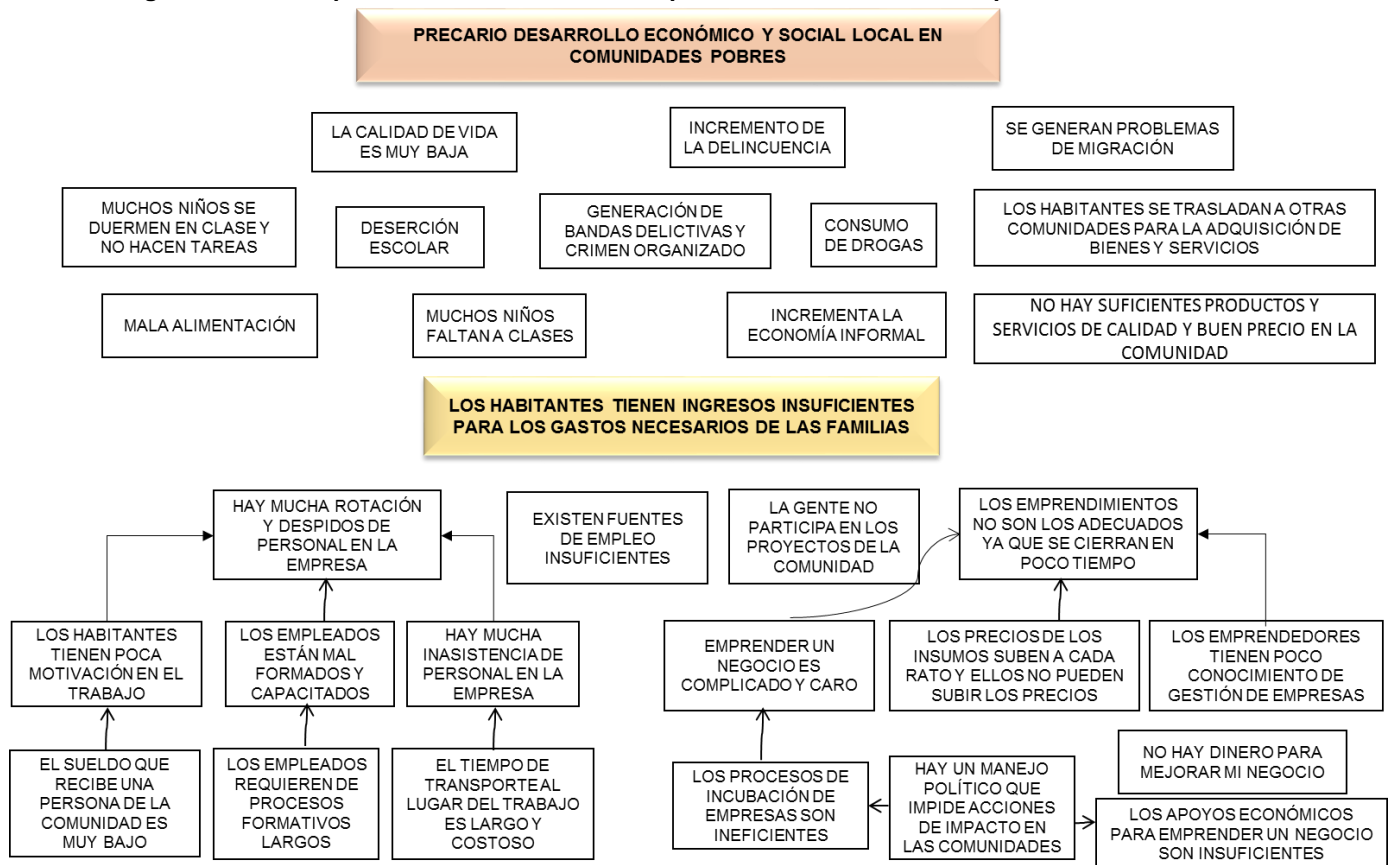 PRECARIO DESARROLLO ECONÓMICO Y SOCIAL LOCAL EN
COMUNIDADES POBRES
LA CALIDAD DE VIDA
ES MUY BAJA
INCREMENTO DE
LA DELINCUENCIA
SE GENERAN PROBLEMAS
DE MIGRACIÓN
MUCHOS NIÑOS SE
DUERMEN EN CLASE Y
NO HACEN TAREAS
DESERCIÓN
ESCOLAR
GENERACIÓN DE
BANDAS DELICTIVAS Y
CRIMEN ORGANIZADO
CONSUMO
DE DROGAS
LOS HABITANTES SE TRASLADAN A OTRAS
COMUNIDADES PARA LA ADQUISICIÓN DE
BIENES Y SERVICIOS
MALA ALIMENTACIÓN
MUCHOS NIÑOS
FALTAN A CLASES
INCREMENTA LA
ECONOMÍA INFORMAL
NO HAY SUFICIENTES PRODUCTOS Y
SERVICIOS DE CALIDAD Y BUEN PRECIO EN LA
COMUNIDAD
LOS HABITANTES TIENEN INGRESOS INSUFICIENTES
PARA LOS GASTOS NECESARIOS DE LAS FAMILIAS
HAY MUCHA ROTACIÓN
Y DESPIDOS DE
PERSONAL EN LA
EMPRESA
EXISTEN FUENTES
DE EMPLEO
INSUFICIENTES
LA GENTE NO
PARTICIPA EN LOS
PROYECTOS DE LA
COMUNIDAD
LOS EMPRENDIMIENTOS
NO SON LOS ADECUADOS
YA QUE SE CIERRAN EN
POCO TIEMPO
LOS HABITANTES
TIENEN POCA
MOTIVACIÓN EN EL
TRABAJO
LOS EMPLEADOS
ESTÁN MAL
FORMADOS Y
CAPACITADOS
HAY MUCHA
INASISTENCIA DE
PERSONAL EN LA
EMPRESA
EMPRENDER UN
NEGOCIO ES
COMPLICADO Y CARO
LOS PRECIOS DE LOS
INSUMOS SUBEN A CADA
RATO Y ELLOS NO PUEDEN
SUBIR LOS PRECIOS
LOS EMPRENDEDORES
TIENEN POCO
CONOCIMIENTO DE
GESTIÓN DE EMPRESAS
EL SUELDO QUE
RECIBE UNA
PERSONA DE LA
COMUNIDAD ES
MUY BAJO
LOS EMPLEADOS
REQUIEREN DE
PROCESOS
FORMATIVOS
LARGOS
EL TIEMPO DE
TRANSPORTE AL
LUGAR DEL TRABAJO
ES LARGO Y
COSTOSO
LOS PROCESOS DE
INCUBACIÓN DE
EMPRESAS SON
INEFICIENTES
HAY UN MANEJO
POLÍTICO QUE
IMPIDE ACCIONES
DE IMPACTO EN
LAS COMUNIDADES
NO HAY DINERO PARA
MEJORAR MI NEGOCIO
LOS APOYOS ECONÓMICOS
PARA EMPRENDER UN NEGOCIO
SON INSUFICIENTES